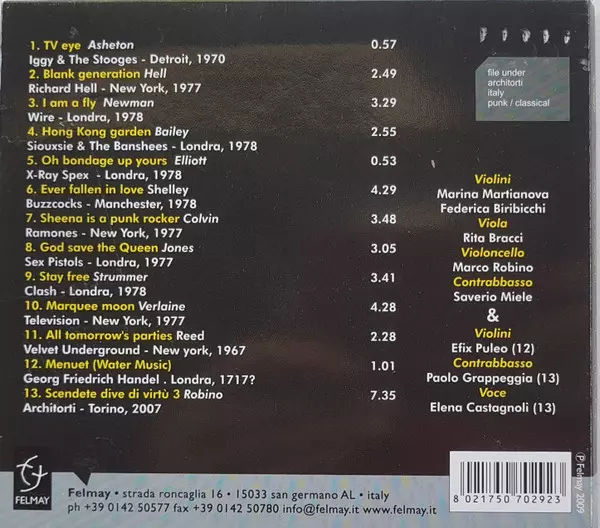 1. TV eye Asheton 0.57
Iggy & The Stooges - Detroit, 1970
2. Blank generation Hell 2.49
Richard Hell - New York, 1977
3. I am a fly Newman 3.29
Wire - Londra, 1978
4. Hong Kong garden Bailey 2.55
Siouxsie & The Banshees - Londra, 1978
5. Oh bondage up yours Elliott 0.53
X-Ray Spex - Londra, 1978
6. Ever fallen in love Shelley 4.29
Buzzcocks - Manchester, 1978
7. Sheena is a punk rocker Colvin 3.48
Ramones - New York, 1977
8. God save the Queen Jones 3.05
Sex Pistols - Londra, 1977
9. Stay free Strummer 3.41
Clash - Londra, 1978
10. Marquee moon Verlaine 4.28
Television - New York, 1977
11. All tomorrow's parties Reed 2.28
Velvet Underground - New york, 1967
12. Menuet (Water Music) 1.01
Georg Friedrich Handel . Londra, 1717?
13. Scendete dive di virtù 3 Robino 7.35
Architorti - Torino, 2007
file under
architorti
italy
punk / classical
Violini
Marina Martianova
Federica Biribicchi
Viola
Rita Bracci
Violoncello
Marco Robino
Contrabbasso
Saverio Miele
&
Violini
Efix Puleo (12)
Contrabbasso
Paolo Grappeggia (13)
Voce
Elena Castagnoli (13)
FELMAY
Felmay • strada roncaglia 16 • 15033 san germano AL • italy
ph +39 0142 50577 fax +39 0142 50780 info@felmay.it www.felmay.it
8 021750 702923
℗ Felmay 2009